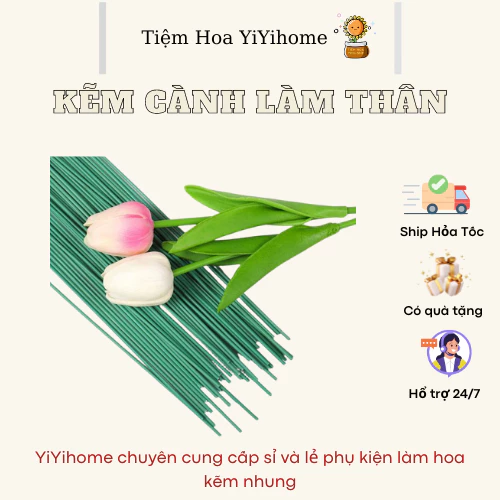 Tiệm Hoa YiYihome
KẼM CÀNH LÀM THÂN
Ship Hỏa Tốc
Có quà tặng
Hổ trợ 24/7
YiYihome chuyên cung cấp sỉ và lẻ phụ kiện làm hoa
kẽm nhung